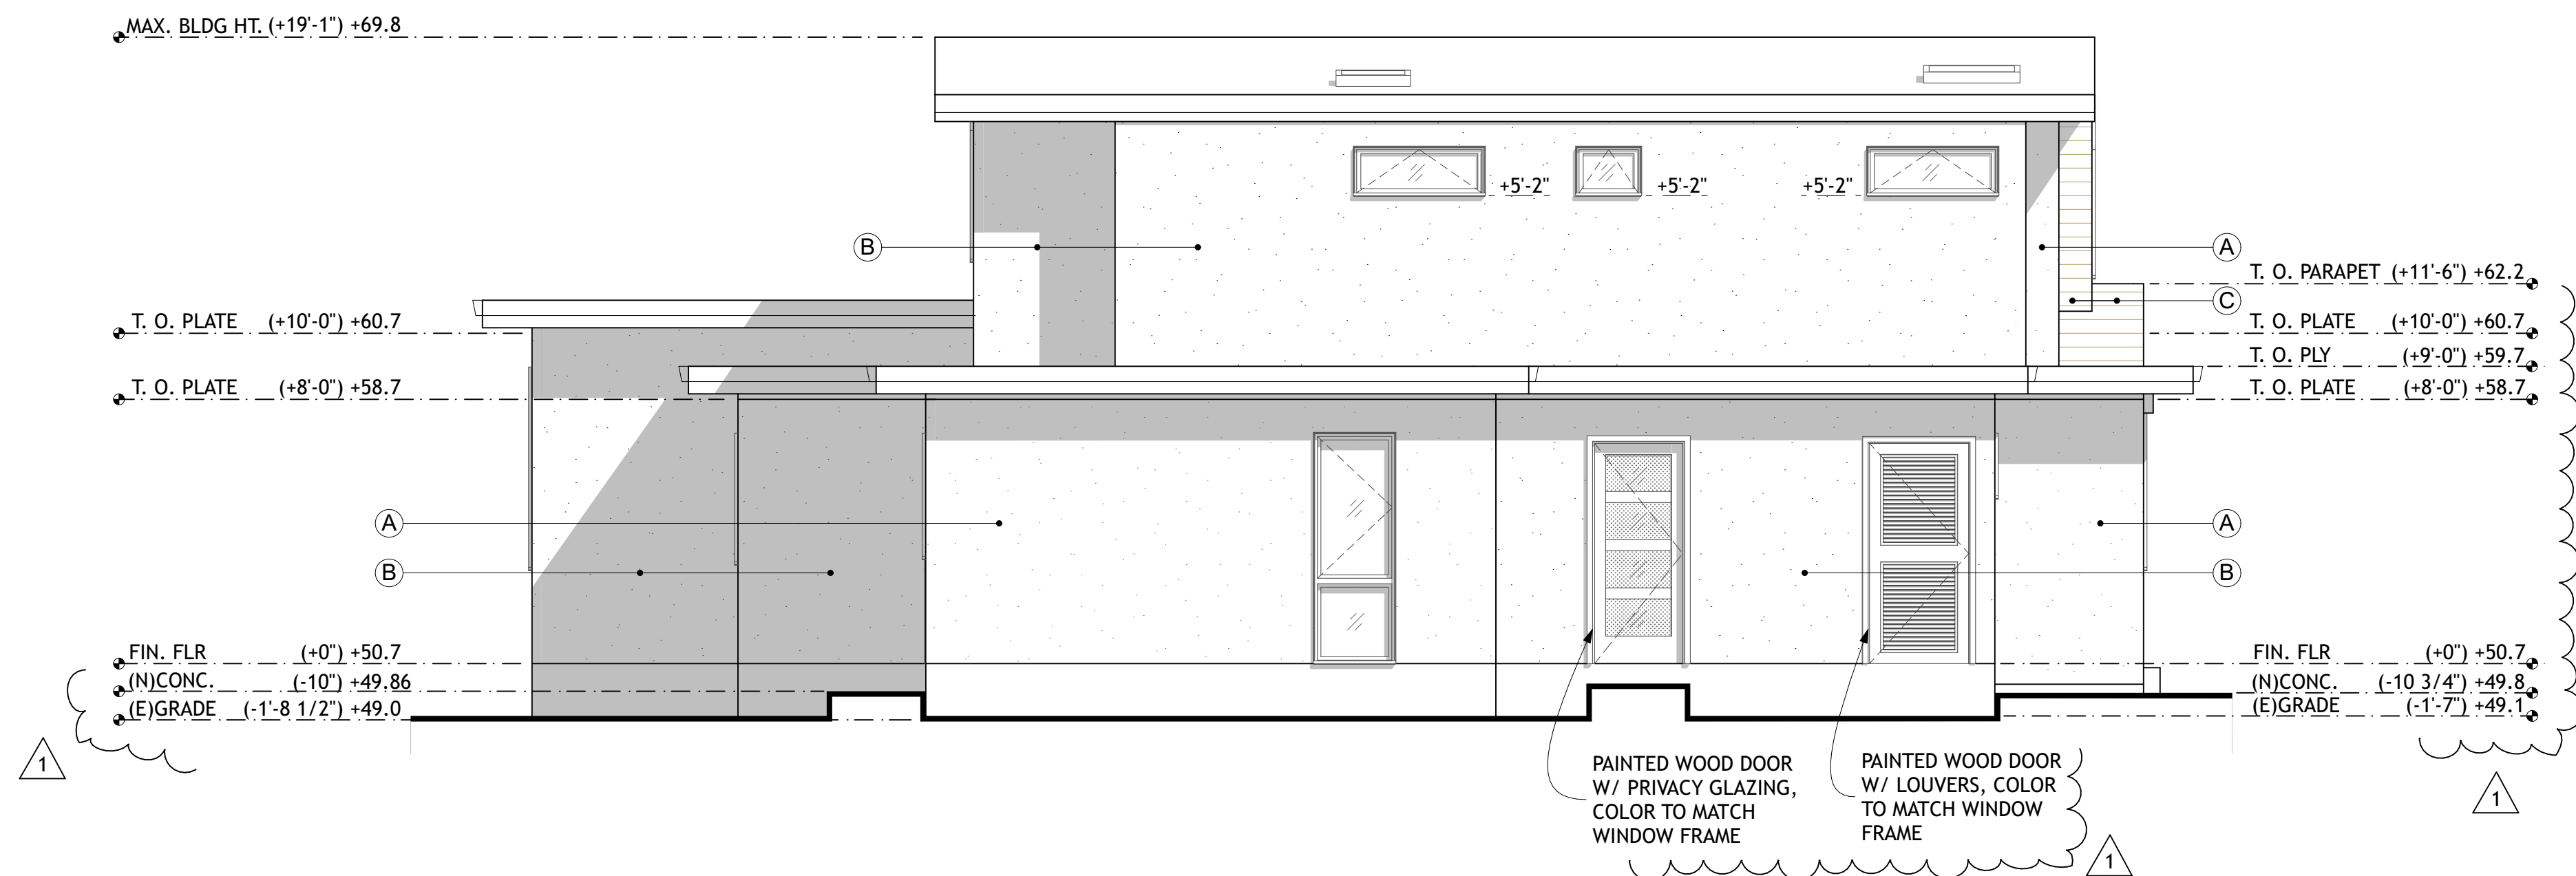 MAX. BLDG HT. (+19'-1") +69.8
+5'-2" +5'-2" +5'-2"
B
A
T. O. PARAPET (+11'-6") +62.2
C
T. O. PLATE (+10'-0") +60.7
T. O. PLATE (+10'-0") +60.7
T. O. PLY (+9'-0") +59.7
T. O. PLATE (+8'-0") +58.7
T. O. PLATE (+8'-0") +58.7
A
A
B
B
FIN. FLR (+0") +50.7
(N)CONC. (-10") +49.86
(E)GRADE (-1'-8 1/2") +49.0
FIN. FLR (+0") +50.7
(N)CONC. (-10 3/4") +49.8
(E)GRADE (-1'-7") +49.1
1
PAINTED WOOD DOOR
W/ PRIVACY GLAZING,
COLOR TO MATCH
WINDOW FRAME
PAINTED WOOD DOOR
W/ LOUVERS, COLOR
TO MATCH WINDOW
FRAME
1
1